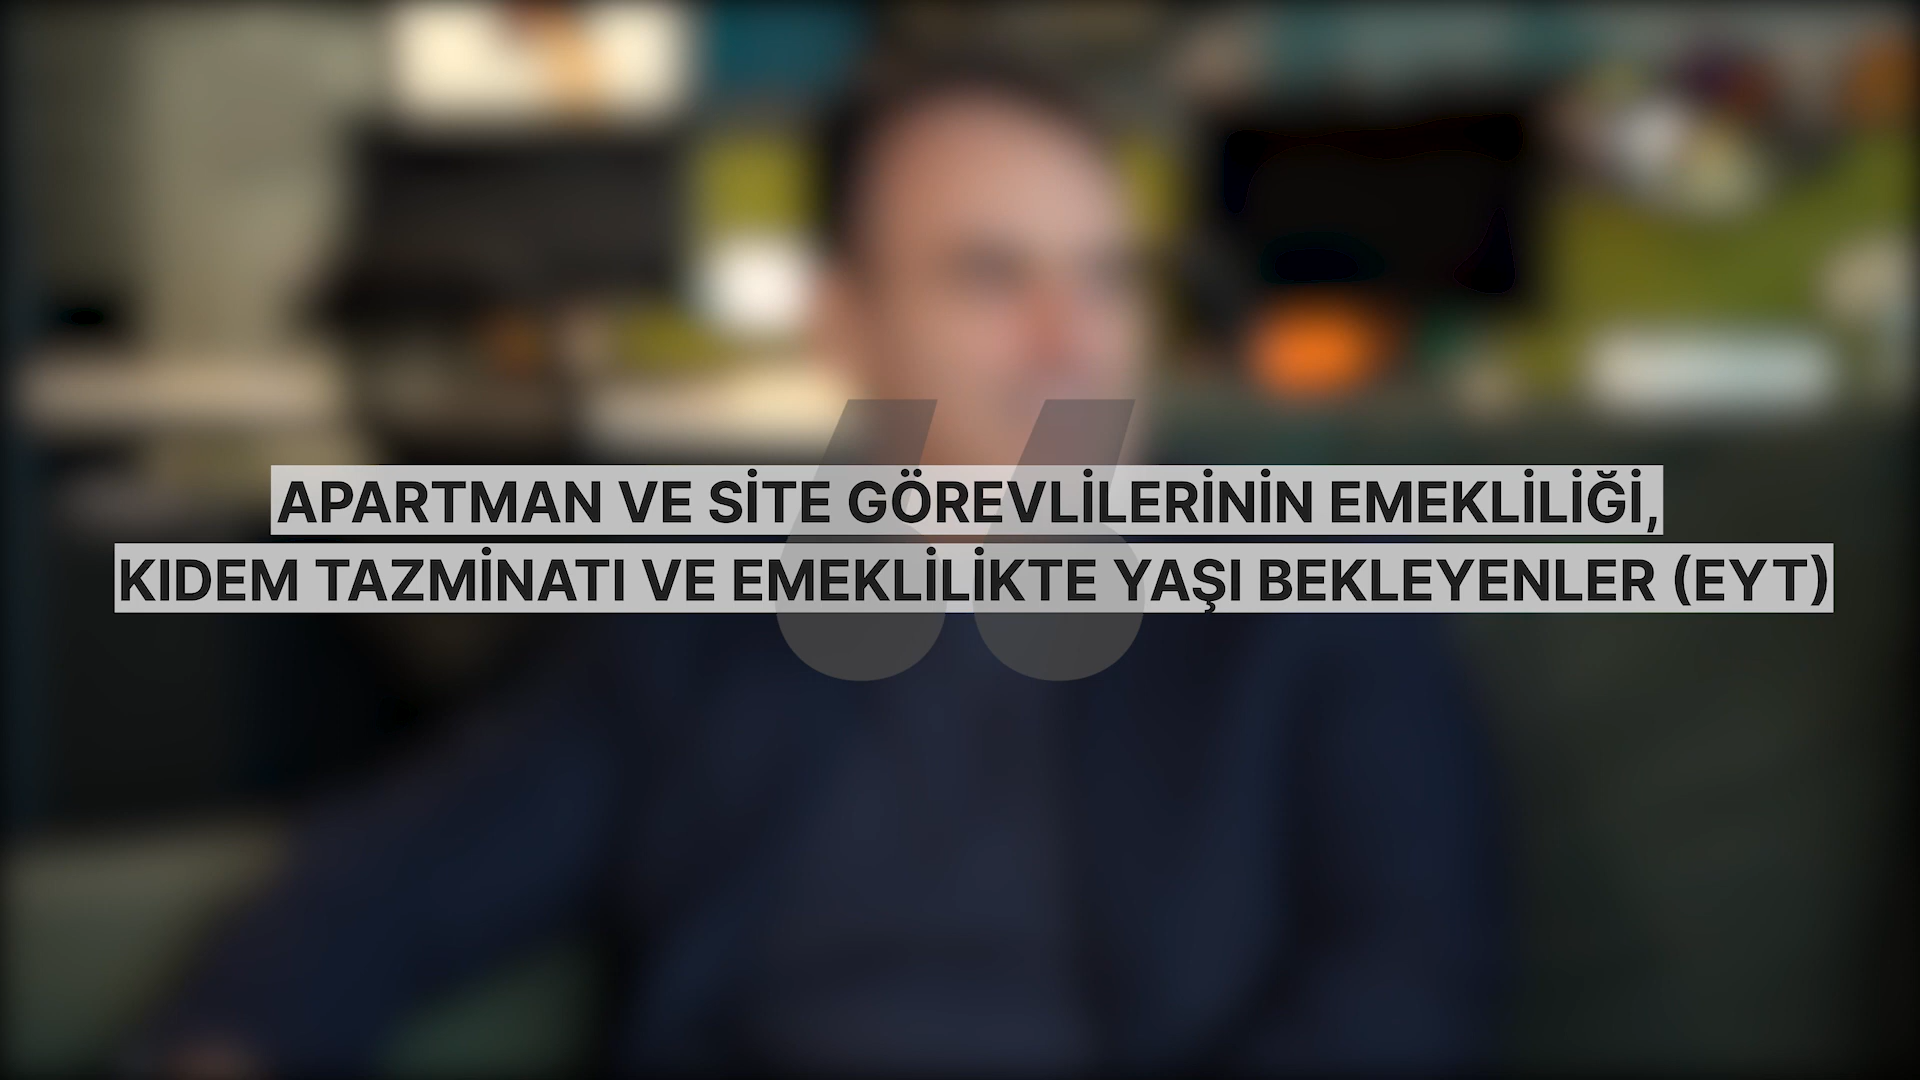 APARTMAN VE SİTE GÖREVLİLERİNİN EMEKLİLİĞİ,
KIDEM TAZMİNATI VE EMEKLİLİKTE YAŞI BEKLEYENLER (EYT)